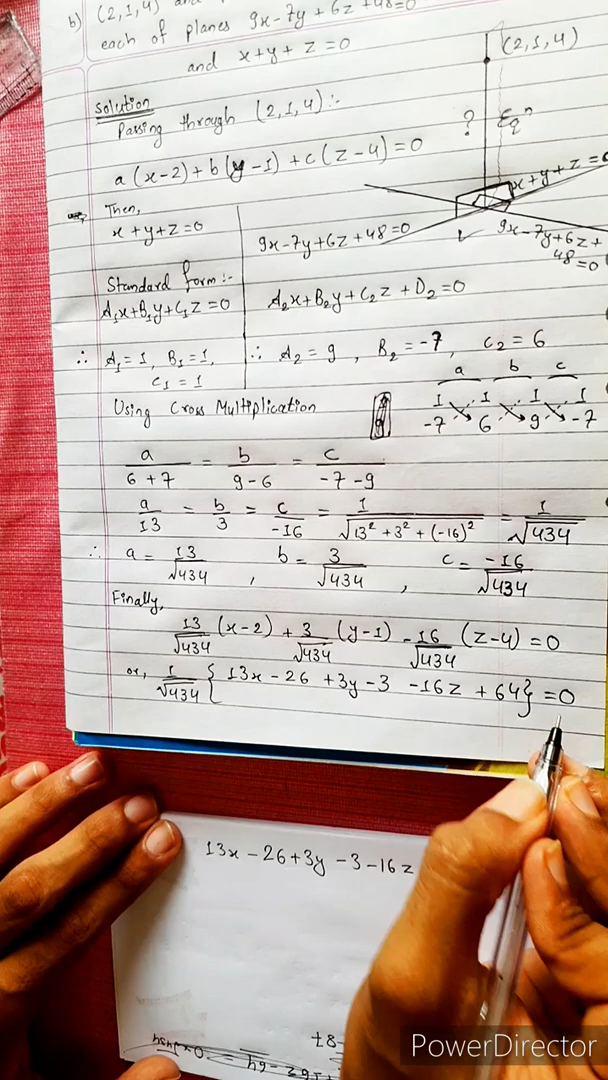 b) (2,1,4) and
each of planes 9x-7y+6z+48=0
and x+y+z=0
(2,1,4)
Solution
Passing through (2,1,4) :-
? Eqⁿ
a(x-2)+b(y-1)+c(z-4)=0
x+y+z=0
Then,
x+y+z=0
9x-7y+6z+48=0
9x-7y+6z+
48=0
Standard form:-
A₁x+B₁y+C₁z=0
A₂x+B₂y+C₂z+D₂=0
∴ A₁=1, B₁=1,
C₁=1
∴ A₂=9, B₂=-7, C₂=6
a b c
Using Cross Multiplication
1 1 1 1
-7 6 9 -7
a/(6+7) = b/(9-6) = c/(-7-9)
a/13 = b/3 = c/-16 = 1/√(13²+3²+(-16)²) = 1/√434
∴ a = 13/√434, b = 3/√434, c = -16/√434
Finally,
13/√434 (x-2) + 3/√434 (y-1) -16/√434 (z-4) = 0
or, 1/√434 {13x-26+3y-3-16z+64} =0
13x-26+3y-3-16z
PowerDirector